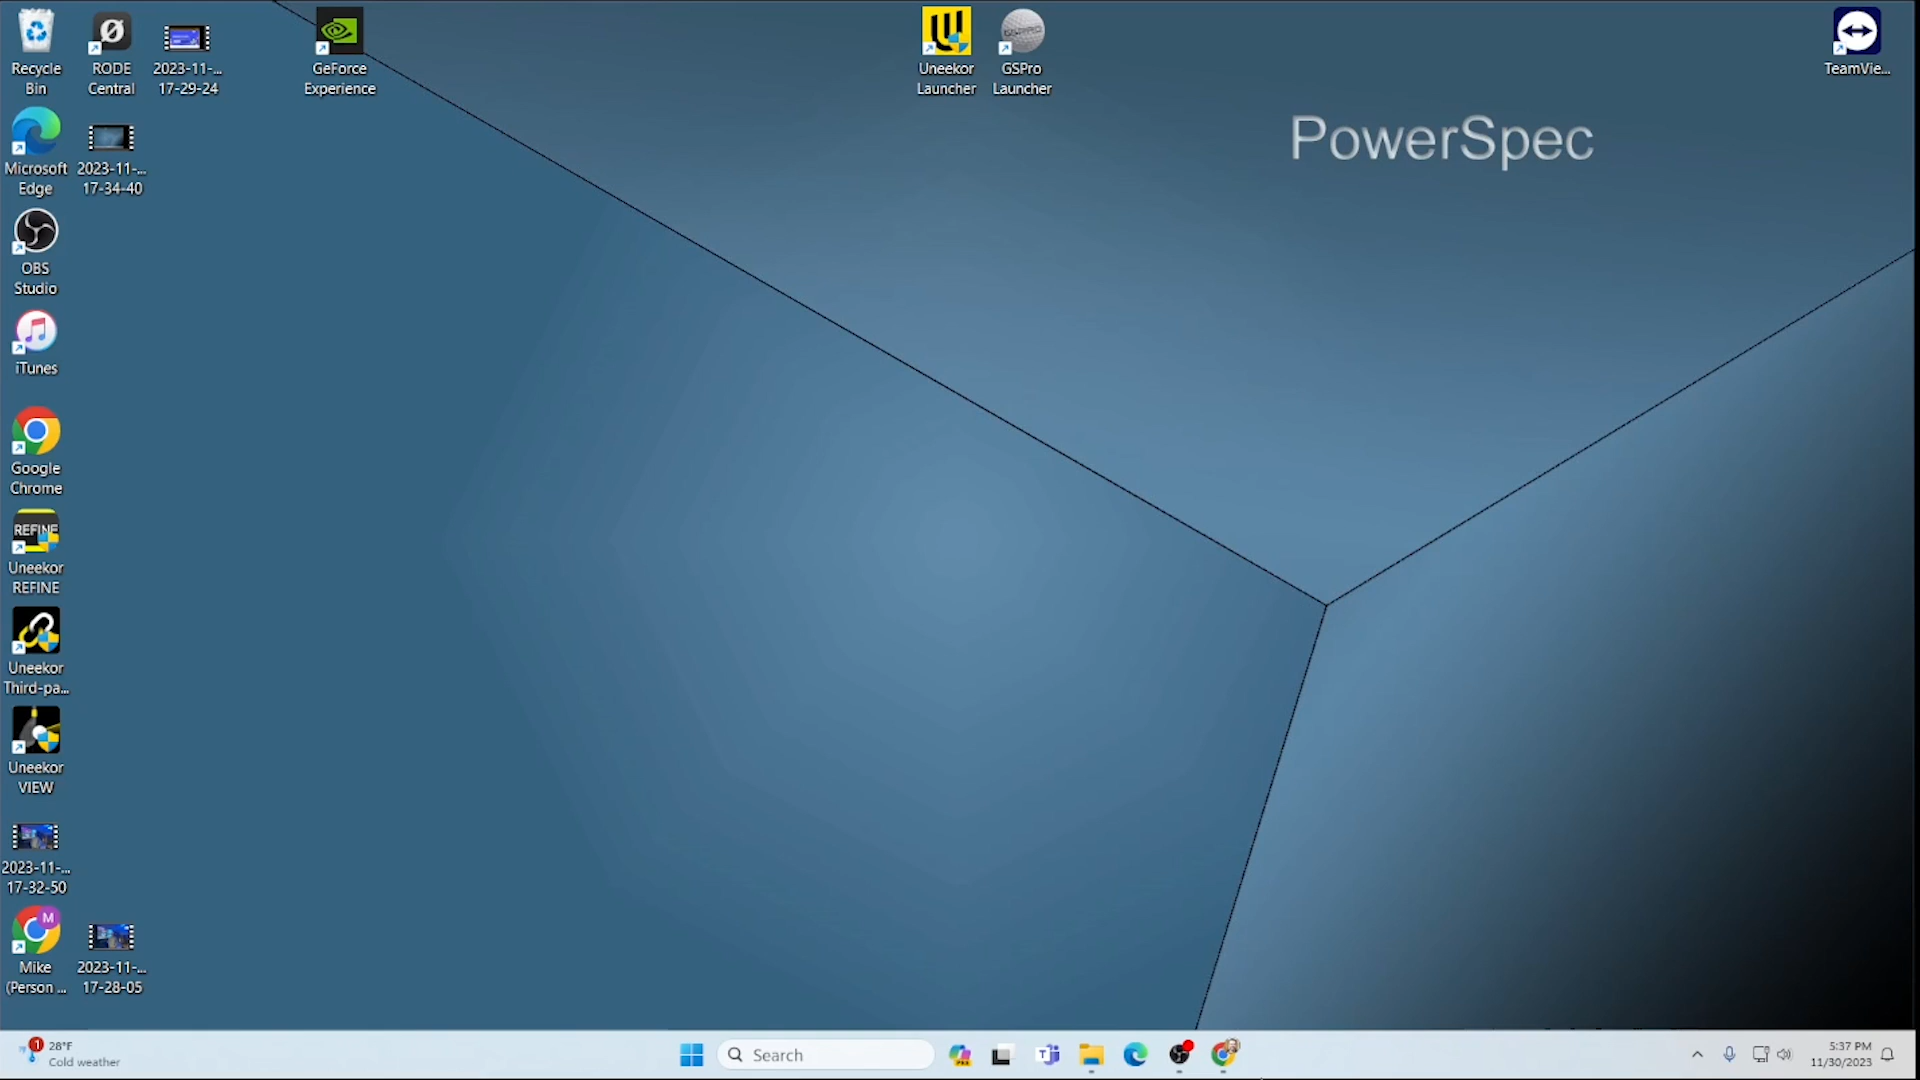 Recycle
Bin
RODE
Central
2023-11-...
17-29-24
GeForce
Experience
Uneekor
Launcher
GSPRO
GSPro
Launcher
TeamVie...
PowerSpec
Microsoft
Edge
2023-11-...
17-34-40
OBS
Studio
iTunes
Google
Chrome
REFINE
Uneekor
REFINE
Uneekor
Third-pa...
Uneekor
VIEW
2023-11-...
17-32-50
M
Mike
(Person ...
2023-11-...
17-28-05
1
28°F
Cold weather
Search
PRE
T
5:37 PM
11/30/2023